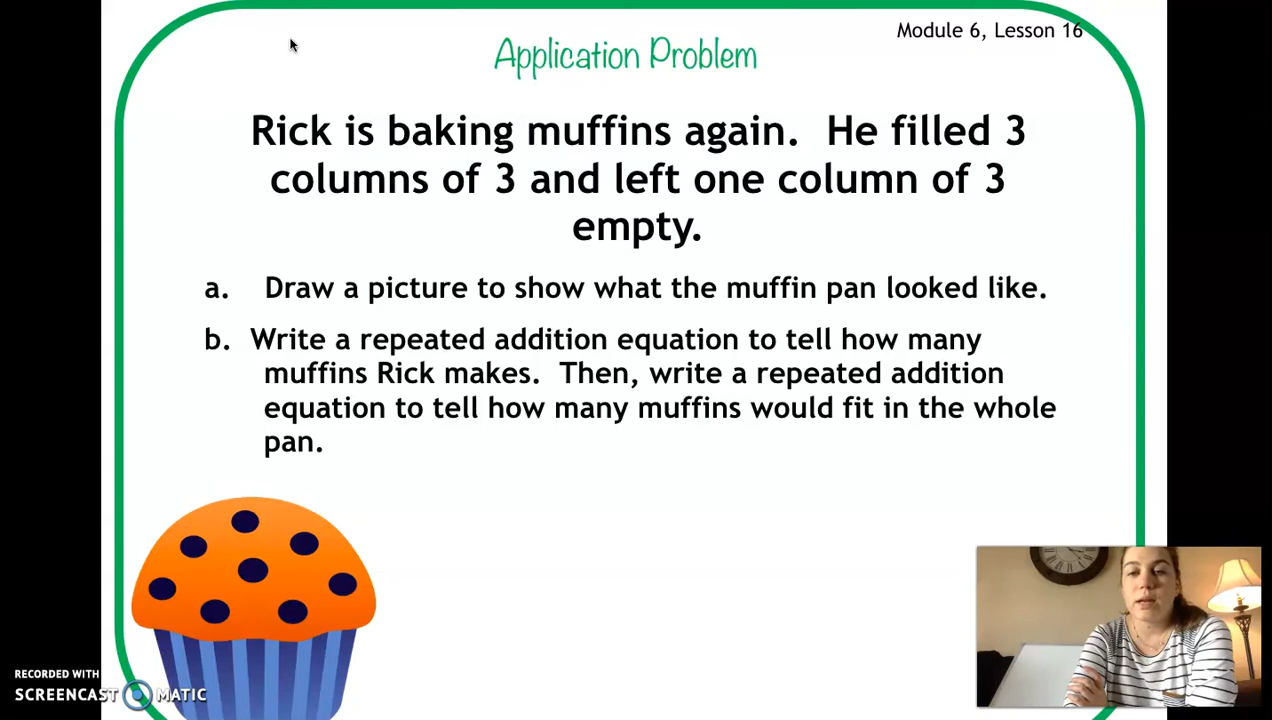 Module 6, Lesson 16
Application Problem
Rick is baking muffins again. He filled 3
columns of 3 and left one column of 3
empty.
a. Draw a picture to show what the muffin pan looked like.
b. Write a repeated addition equation to tell how many
muffins Rick makes. Then, write a repeated addition
equation to tell how many muffins would fit in the whole
pan.
RECORDED WITH
SCREENCAST MATIC